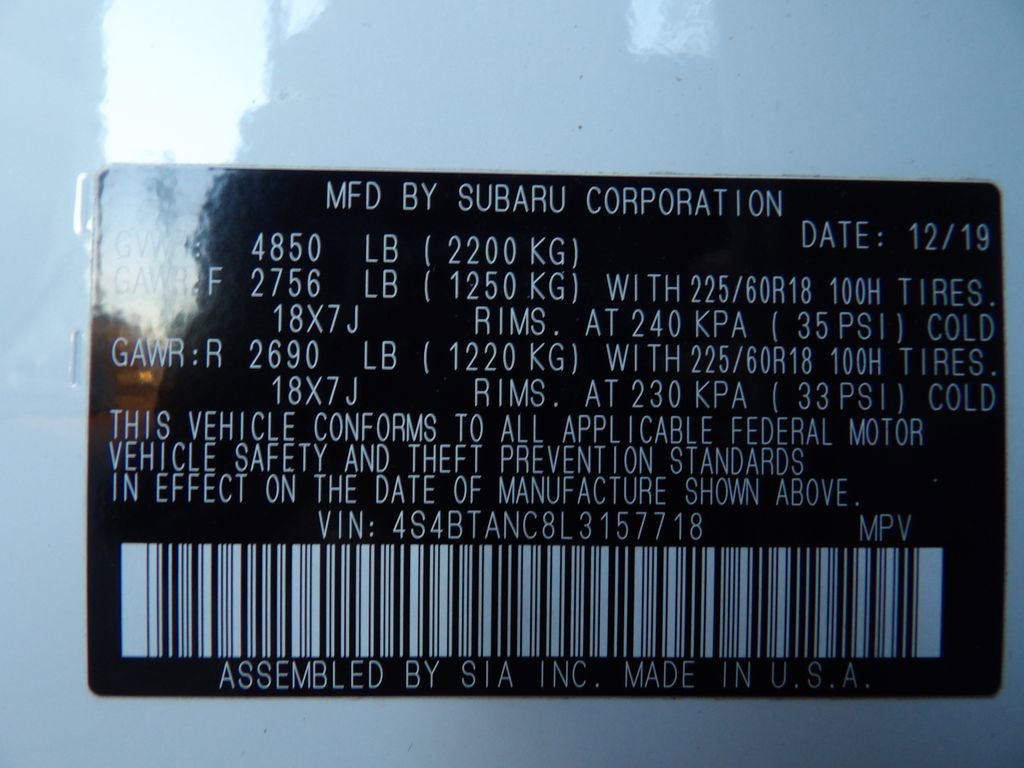 MFD BY SUBARU CORPORATION
DATE: 12/19
GVWR: 4850 LB ( 2200 KG)
GAWR:F 2756 LB ( 1250 KG) WITH 225/60R18 100H TIRES.
18X7J RIMS. AT 240 KPA ( 35 PSI) COLD
GAWR:R 2690 LB ( 1220 KG) WITH 225/60R18 100H TIRES.
18X7J RIMS. AT 230 KPA ( 33 PSI) COLD
THIS VEHICLE CONFORMS TO ALL APPLICABLE FEDERAL MOTOR
VEHICLE SAFETY AND THEFT PREVENTION STANDARDS
IN EFFECT ON THE DATE OF MANUFACTURE SHOWN ABOVE.
VIN: 4S4BTANC8L3157718 MPV
ASSEMBLED BY SIA INC. MADE IN U.S.A.